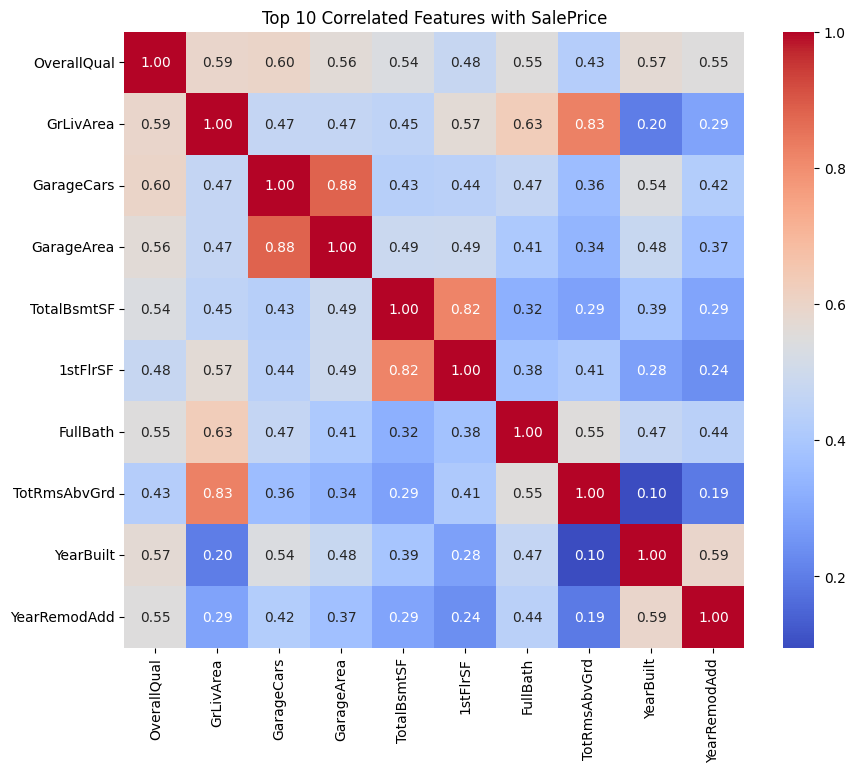 Top 10 Correlated Features with SalePrice
OverallQual 1.00 0.59 0.60 0.56 0.54 0.48 0.55 0.43 0.57 0.55
GrLivArea 0.59 1.00 0.47 0.47 0.45 0.57 0.63 0.83 0.20 0.29
GarageCars 0.60 0.47 1.00 0.88 0.43 0.44 0.47 0.36 0.54 0.42
GarageArea 0.56 0.47 0.88 1.00 0.49 0.49 0.41 0.34 0.48 0.37
TotalBsmtSF 0.54 0.45 0.43 0.49 1.00 0.82 0.32 0.29 0.39 0.29
1stFlrSF 0.48 0.57 0.44 0.49 0.82 1.00 0.38 0.41 0.28 0.24
FullBath 0.55 0.63 0.47 0.41 0.32 0.38 1.00 0.55 0.47 0.44
TotRmsAbvGrd 0.43 0.83 0.36 0.34 0.29 0.41 0.55 1.00 0.10 0.19
YearBuilt 0.57 0.20 0.54 0.48 0.39 0.28 0.47 0.10 1.00 0.59
YearRemodAdd 0.55 0.29 0.42 0.37 0.29 0.24 0.44 0.19 0.59 1.00
OverallQual
GrLivArea
GarageCars
GarageArea
TotalBsmtSF
1stFlrSF
FullBath
TotRmsAbvGrd
YearBuilt
YearRemodAdd
1.0
0.8
0.6
0.4
0.2